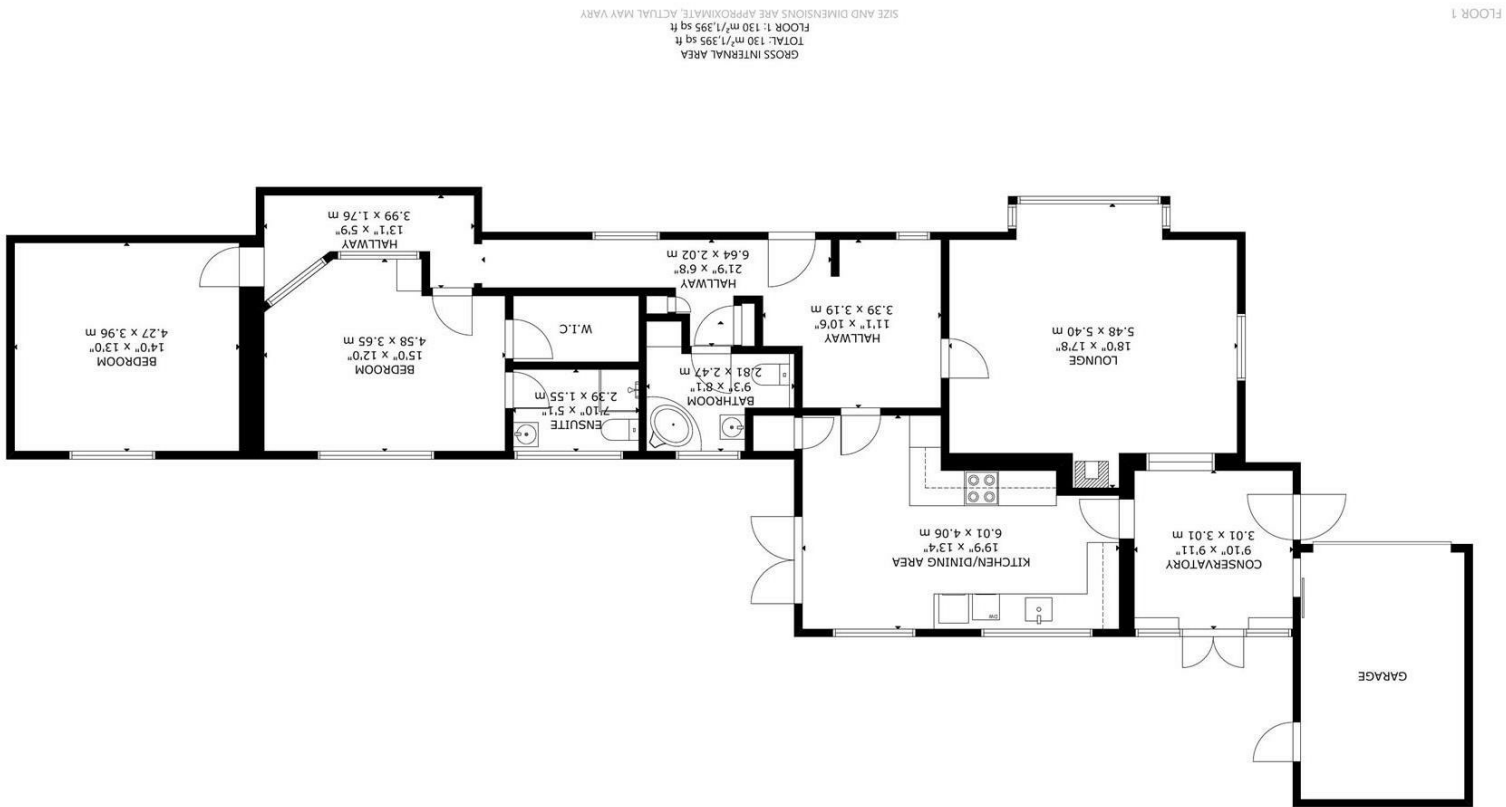 GARAGE
CONSERVATORY
9'10" x 9'11"
3.01 x 3.01 m
DW
KITCHEN/DINING AREA
19'9" x 13'4"
6.01 x 4.06 m
LOUNGE
18'0" x 17'8"
5.48 x 5.40 m
HALLWAY
11'1" x 10'6"
3.39 x 3.19 m
BATHROOM
9'3" x 8'1"
2.81 x 2.47 m
ENSUITE
7'10" x 5'1"
2.39 x 1.55 m
W.I.C
BEDROOM
15'0" x 12'0"
4.58 x 3.65 m
BEDROOM
14'0" x 13'0"
4.27 x 3.96 m
HALLWAY
21'9" x 6'8"
6.64 x 2.02 m
HALLWAY
13'1" x 5'9"
3.99 x 1.76 m
GROSS INTERNAL AREA
TOTAL: 130 m²/1,395 sq ft
FLOOR 1: 130 m²/1,395 sq ft
SIZE AND DIMENSIONS ARE APPROXIMATE, ACTUAL MAY VARY
FLOOR 1